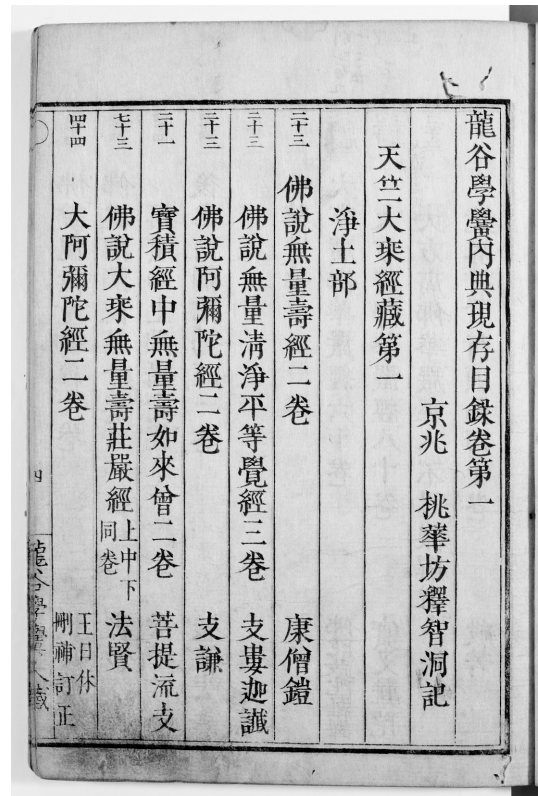 龍谷學黌內典現存目録卷第一
京兆 桃華坊釋智洞記
天竺大乘經藏第一
淨土部
二十三 佛說無量壽經二卷 康僧鎧
二十三 佛說無量清淨平等覺經三卷 支婁迦讖
二十三 佛說阿彌陀經二卷 支謙
二十一 寶積經中無量壽如來會二卷 菩提流支
七十三 佛說大乘無量壽莊嚴經上中下同卷 法賢
四十四 大阿彌陀經二卷 王日休刪補訂正
四
龍谷學黌大藏